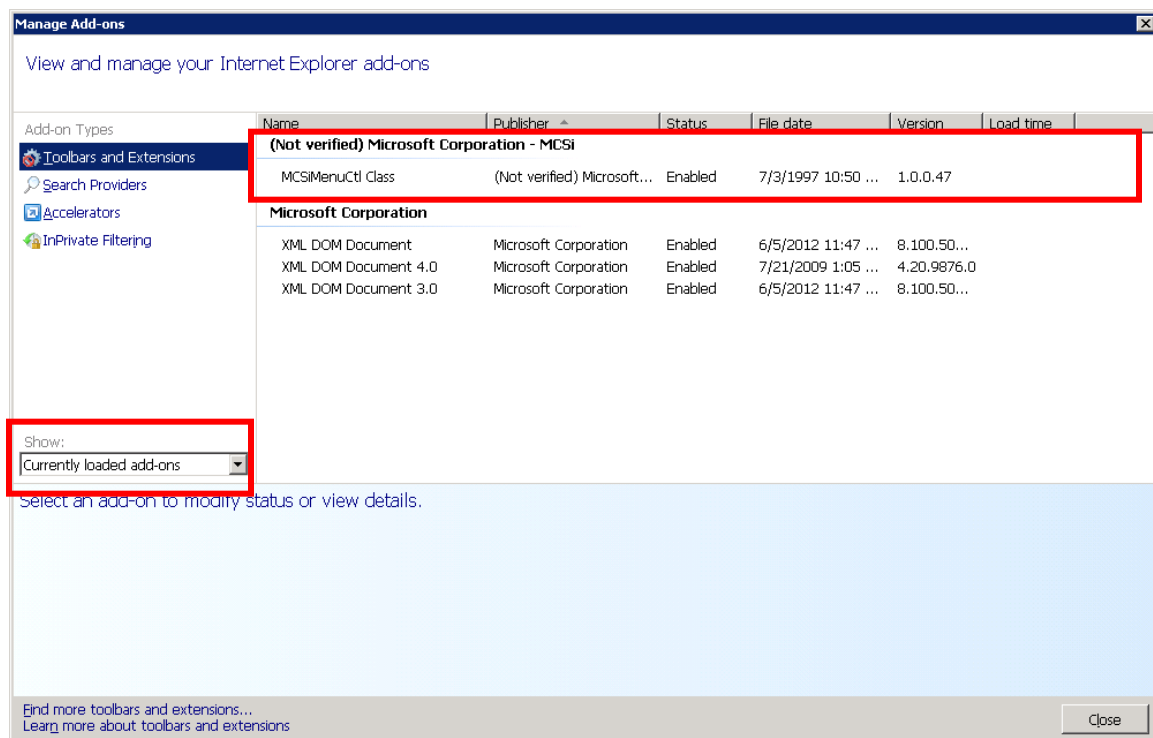 Manage Add-ons
View and manage your Internet Explorer add-ons
Add-on Types
Toolbars and Extensions
Search Providers
Accelerators
InPrivate Filtering
Name Publisher Status File date Version Load time
(Not verified) Microsoft Corporation - MCSi
MCSiMenuCtl Class (Not verified) Microsoft... Enabled 7/3/1997 10:50 ... 1.0.0.47
Microsoft Corporation
XML DOM Document Microsoft Corporation Enabled 6/5/2012 11:47 ... 8.100.50...
XML DOM Document 4.0 Microsoft Corporation Enabled 7/21/2009 1:05 ... 4.20.9876.0
XML DOM Document 3.0 Microsoft Corporation Enabled 6/5/2012 11:47 ... 8.100.50...
Show:
Currently loaded add-ons
Select an add-on to modify status or view details.
Find more toolbars and extensions...
Learn more about toolbars and extensions
Close